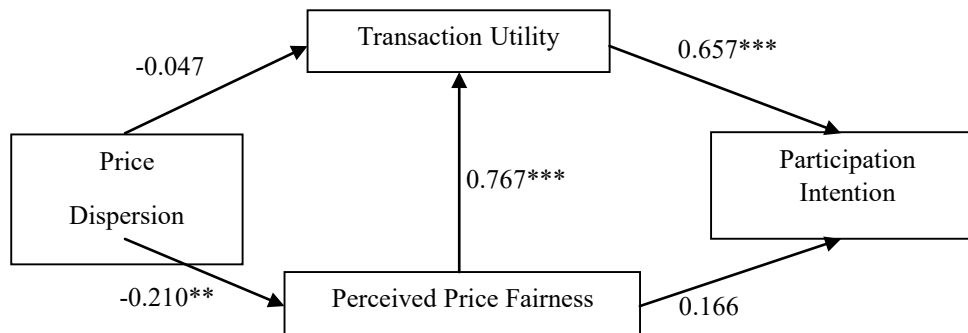 Transaction Utility
-0.047
0.657***
Price
Dispersion
0.767***
Participation
Intention
-0.210**
Perceived Price Fairness
0.166